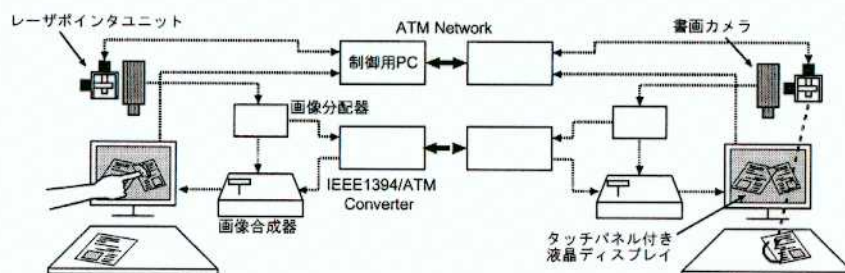 レーザポインタユニット
ATM Network
書画カメラ
制御用PC
画像分配器
IEEE1394/ATM
Converter
画像合成器
タッチパネル付き
液晶ディスプレイ